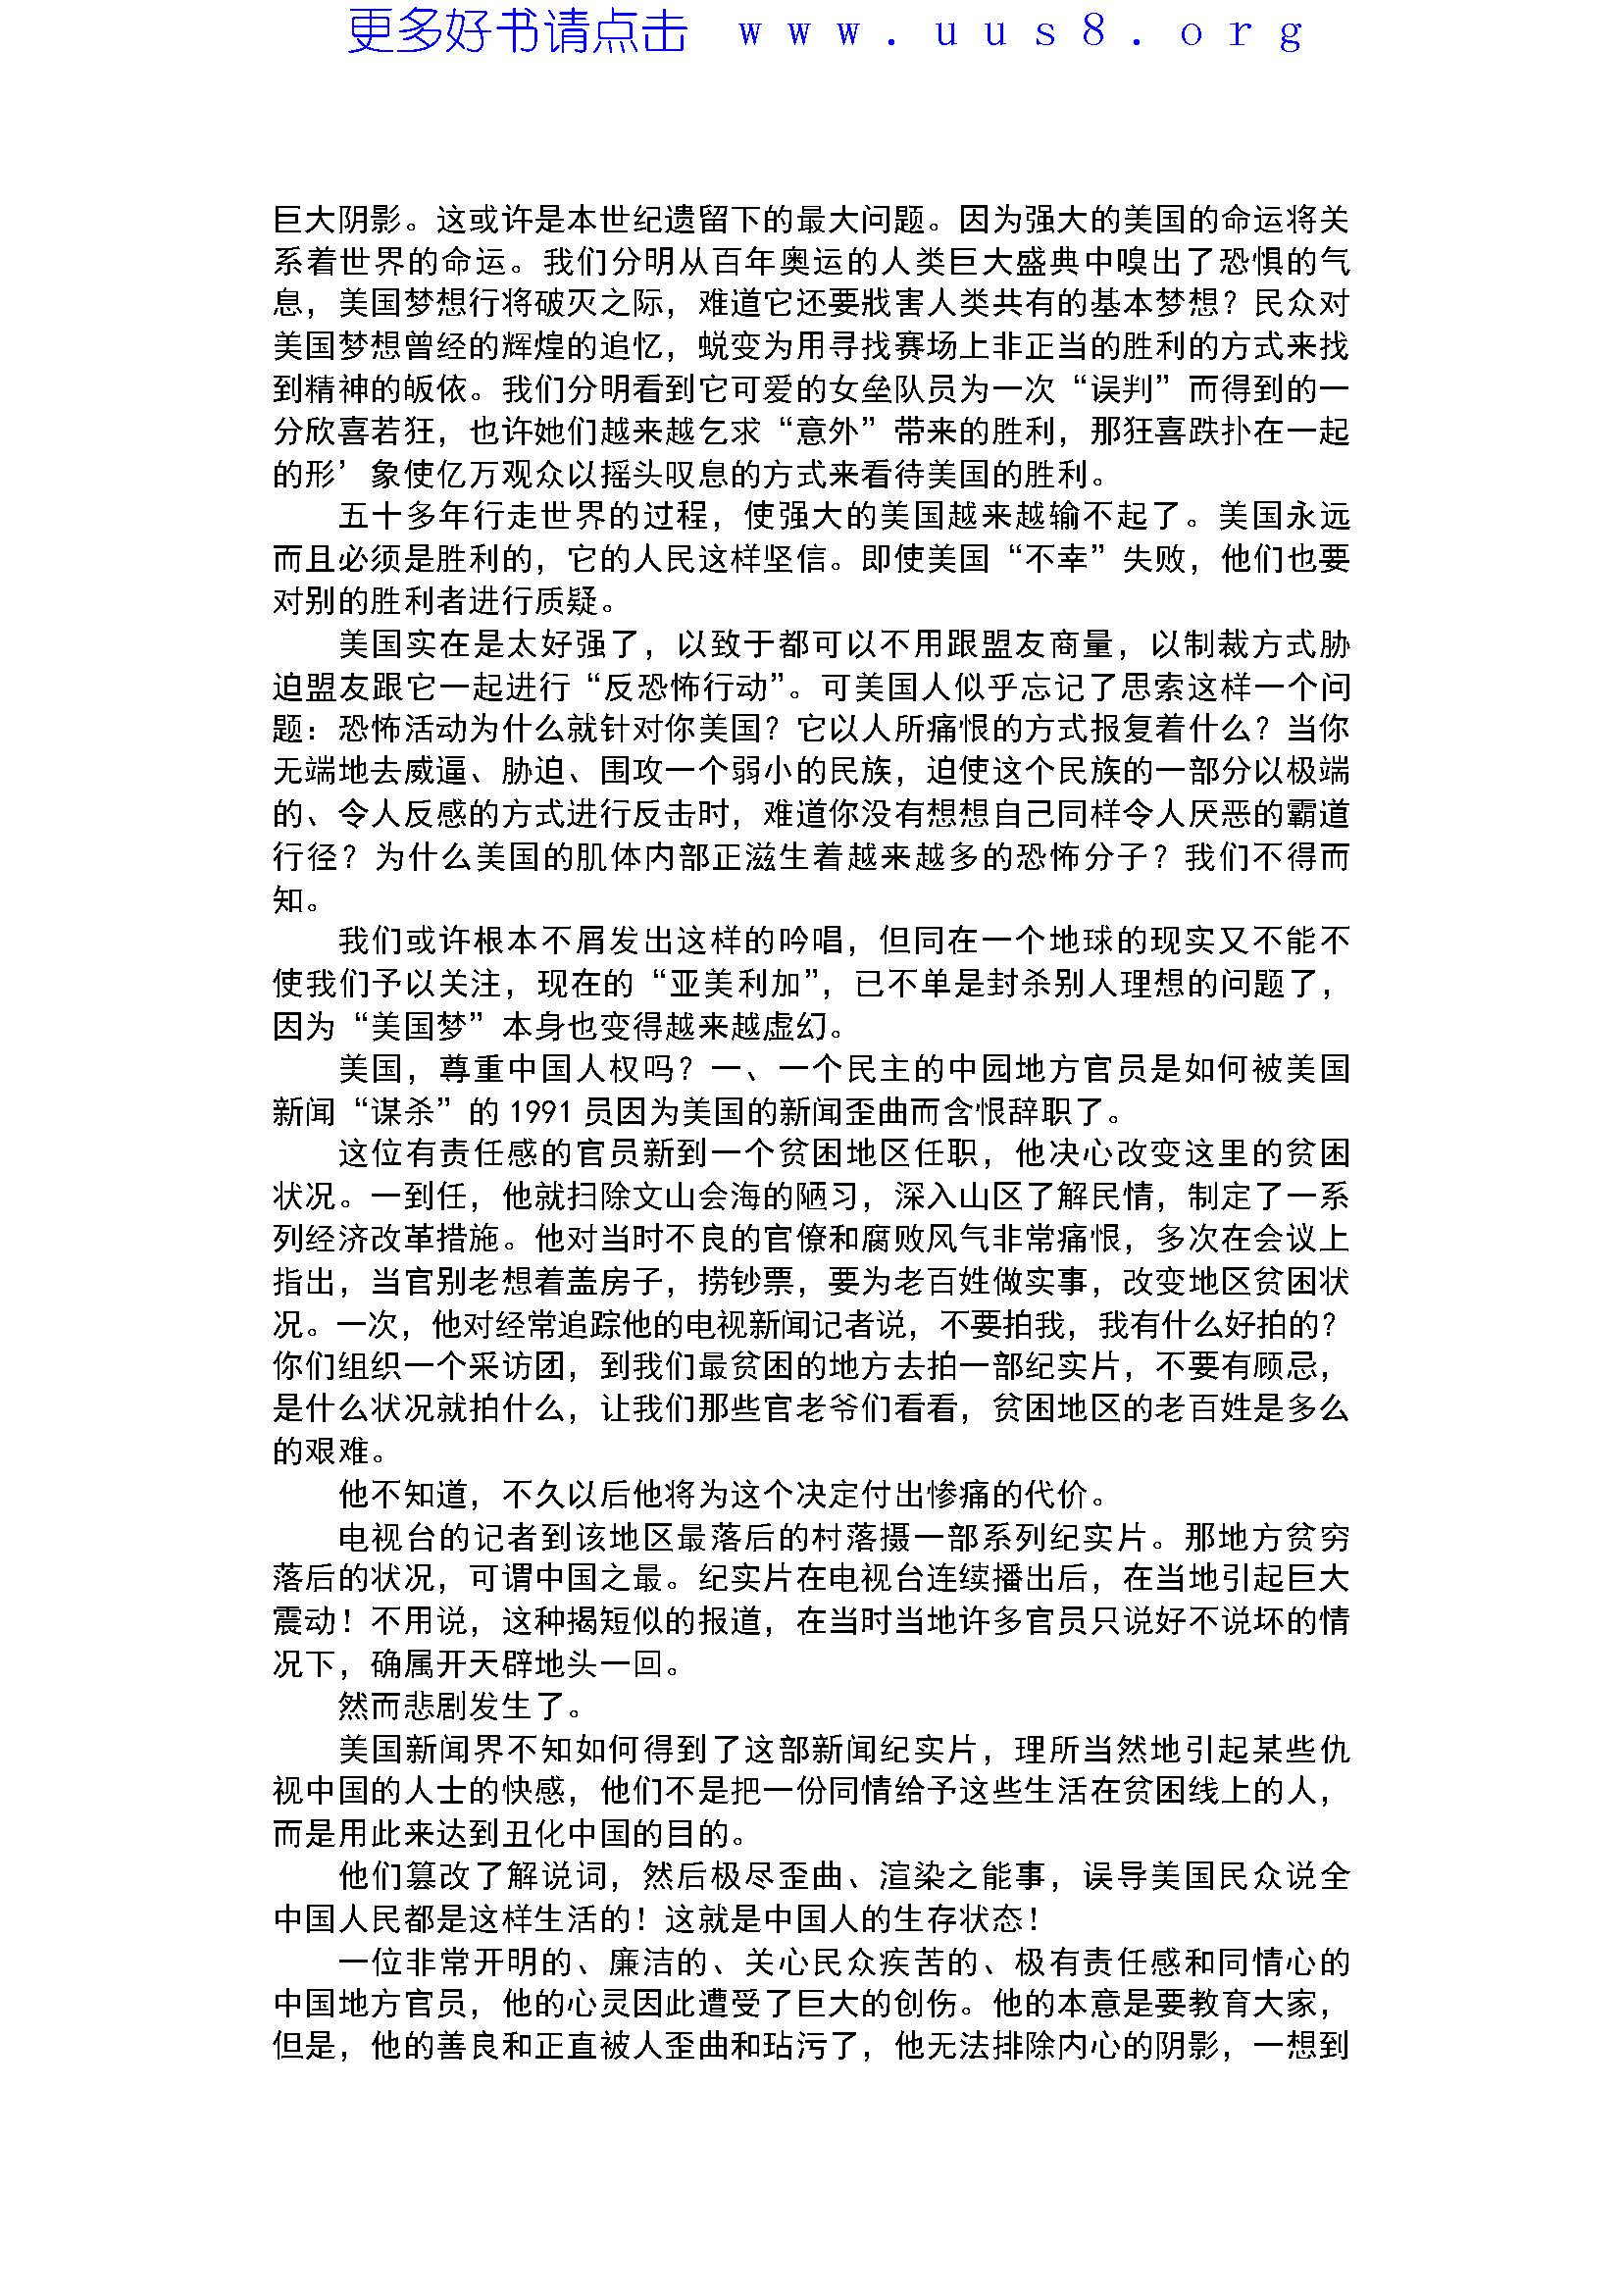 更多好书请点击 www.uus8.org
巨大阴影。这或许是本世纪遗留下的最大问题。因为强大的美国的命运将关
系着世界的命运。我们分明从百年奥运的人类巨大盛典中嗅出了恐惧的气
息，美国梦想行将破灭之际，难道它还要戕害人类共有的基本梦想？民众对
美国梦想曾经的辉煌的追忆，蜕变为用寻找赛场上非正当的胜利的方式来找
到精神的皈依。我们分明看到它可爱的女垒队员为一次“误判”而得到的一
分欣喜若狂，也许她们越来越乞求“意外”带来的胜利，那狂喜跌扑在一起
的形’象使亿万观众以摇头叹息的方式来看待美国的胜利。
五十多年行走世界的过程，使强大的美国越来越输不起了。美国永远
而且必须是胜利的，它的人民这样坚信。即使美国“不幸”失败，他们也要
对别的胜利者进行质疑。
美国实在是太好强了，以致于都可以不用跟盟友商量，以制裁方式胁
迫盟友跟它一起进行“反恐怖行动”。可美国人似乎忘记了思索这样一个问
题：恐怖活动为什么就针对你美国？它以人所痛恨的方式报复着什么？当你
无端地去威逼、胁迫、围攻一个弱小的民族，迫使这个民族的一部分以极端
的、令人反感的方式进行反击时，难道你没有想想自己同样令人厌恶的霸道
行径？为什么美国的肌体内部正滋生着越来越多的恐怖分子？我们不得而
知。
我们或许根本不屑发出这样的吟唱，但同在一个地球的现实又不能不
使我们予以关注，现在的“亚美利加”，已不单是封杀别人理想的问题了，
因为“美国梦”本身也变得越来越虚幻。
美国，尊重中国人权吗？一、一个民主的中园地方官员是如何被美国
新闻“谋杀”的 1991 员因为美国的新闻歪曲而含恨辞职了。
这位有责任感的官员新到一个贫困地区任职，他决心改变这里的贫困
状况。一到任，他就扫除文山会海的陋习，深入山区了解民情，制定了一系
列经济改革措施。他对当时不良的官僚和腐败风气非常痛恨，多次在会议上
指出，当官别老想着盖房子，捞钞票，要为老百姓做实事，改变地区贫困状
况。一次，他对经常追踪他的电视新闻记者说，不要拍我，我有什么好拍的？
你们组织一个采访团，到我们最贫困的地方去拍一部纪实片，不要有顾忌，
是什么状况就拍什么，让我们那些官老爷们看看，贫困地区的老百姓是多么
的艰难。
他不知道，不久以后他将为这个决定付出惨痛的代价。
电视台的记者到该地区最落后的村落摄一部系列纪实片。那地方贫穷
落后的状况，可谓中国之最。纪实片在电视台连续播出后，在当地引起巨大
震动！不用说，这种揭短似的报道，在当时当地许多官员只说好不说坏的情
况下，确属开天辟地头一回。
然而悲剧发生了。
美国新闻界不知如何得到了这部新闻纪实片，理所当然地引起某些仇
视中国的人士的快感，他们不是把一份同情给予这些生活在贫困线上的人，
而是用此来达到丑化中国的目的。
他们篡改了解说词，然后极尽歪曲、渲染之能事，误导美国民众说全
中国人民都是这样生活的！这就是中国人的生存状态！
一位非常开明的、廉洁的、关心民众疾苦的、极有责任感和同情心的
中国地方官员，他的心灵因此遭受了巨大的创伤。他的本意是要教育大家，
但是，他的善良和正直被人歪曲和玷污了，他无法排除内心的阴影，一想到